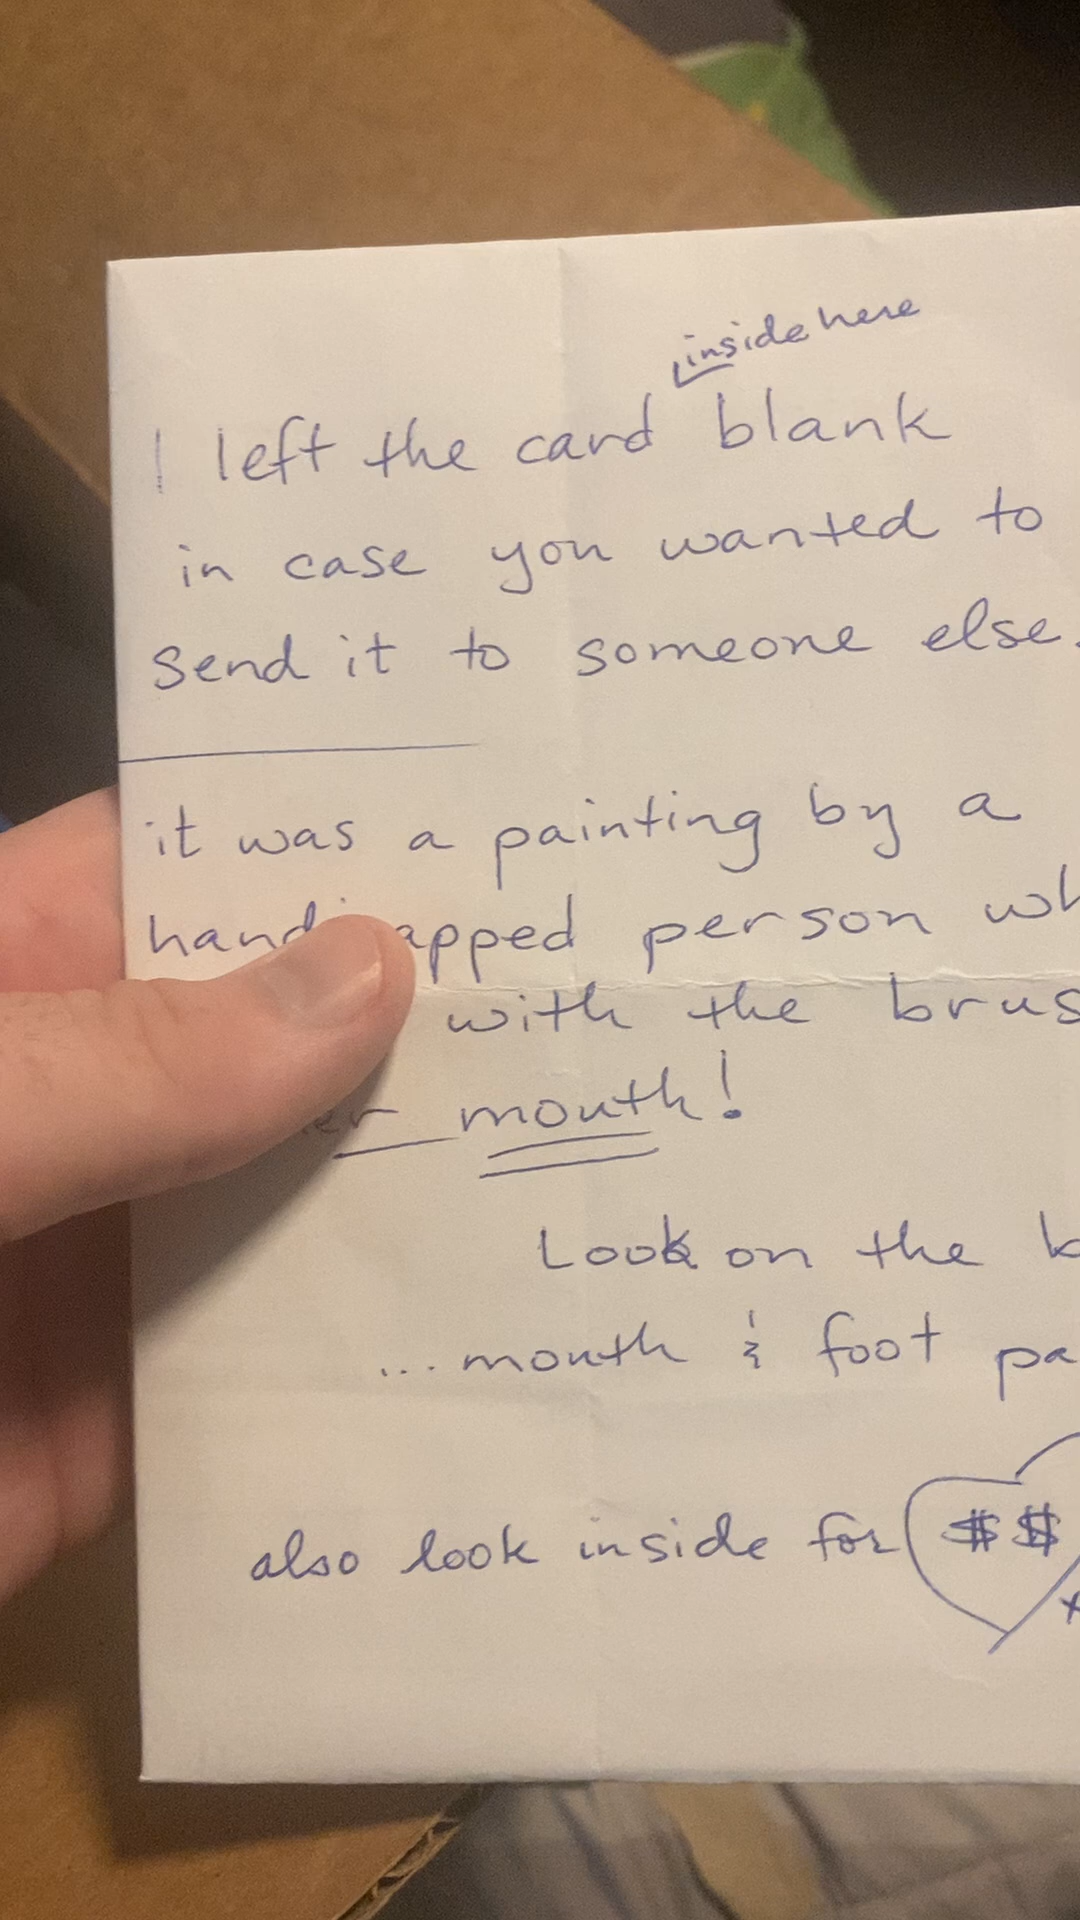 inside here
I left the card blank
in case you wanted to
send it to someone else.
it was a painting by a
person
with the
mouth!
Look on the
... mouth & foot
also look inside for $$